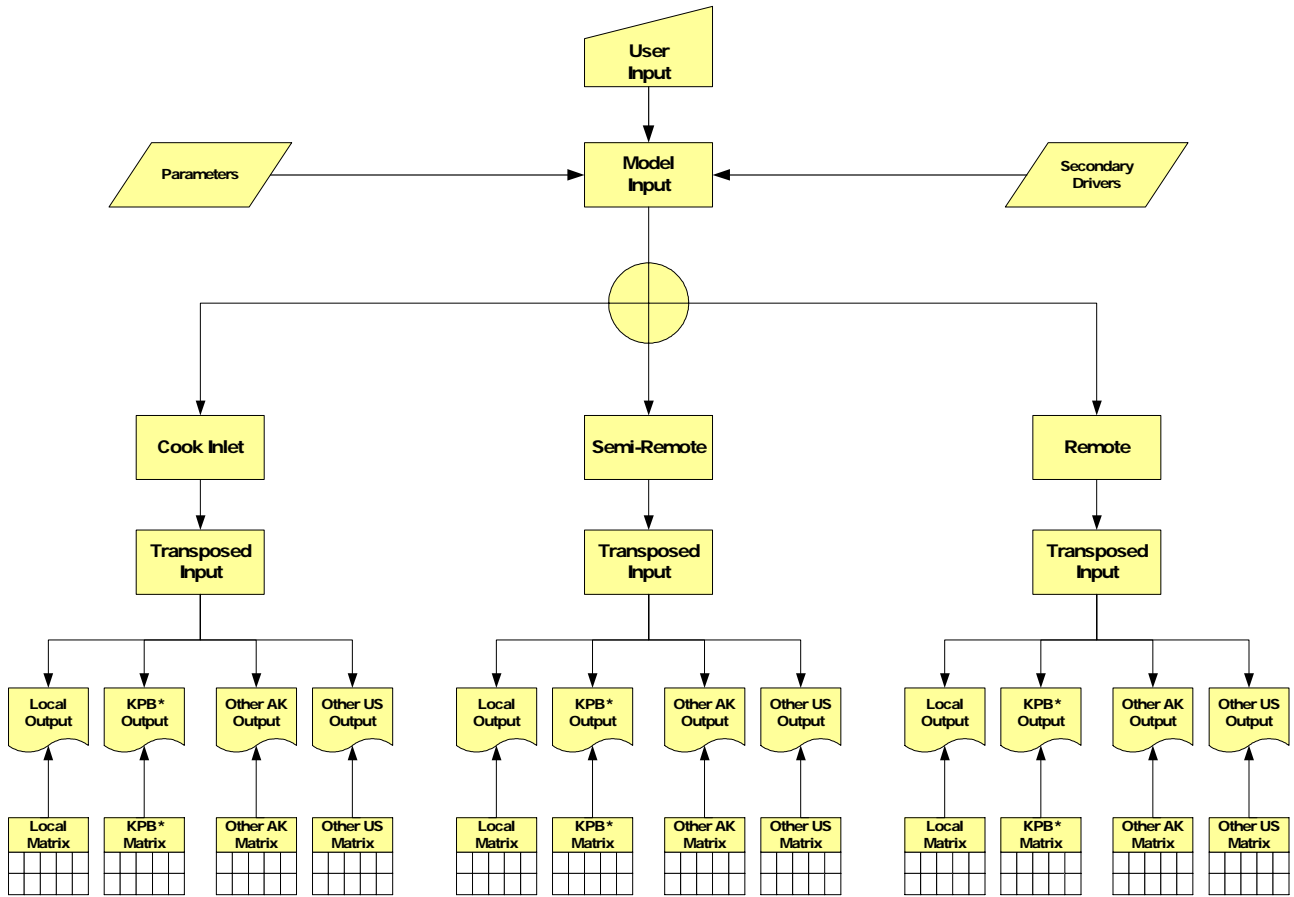 User
Input
Parameters
Model
Input
Secondary
Drivers
Cook Inlet
Semi-Remote
Remote
Transposed
Input
Transposed
Input
Transposed
Input
Local
Output
KPB*
Output
Other AK
Output
Other US
Output
Local
Output
KPB*
Output
Other AK
Output
Other US
Output
Local
Output
KPB*
Output
Other AK
Output
Other US
Output
Local
Matrix
KPB*
Matrix
Other AK
Matrix
Other US
Matrix
Local
Matrix
KPB*
Matrix
Other AK
Matrix
Other US
Matrix
Local
Matrix
KPB*
Matrix
Other AK
Matrix
Other US
Matrix